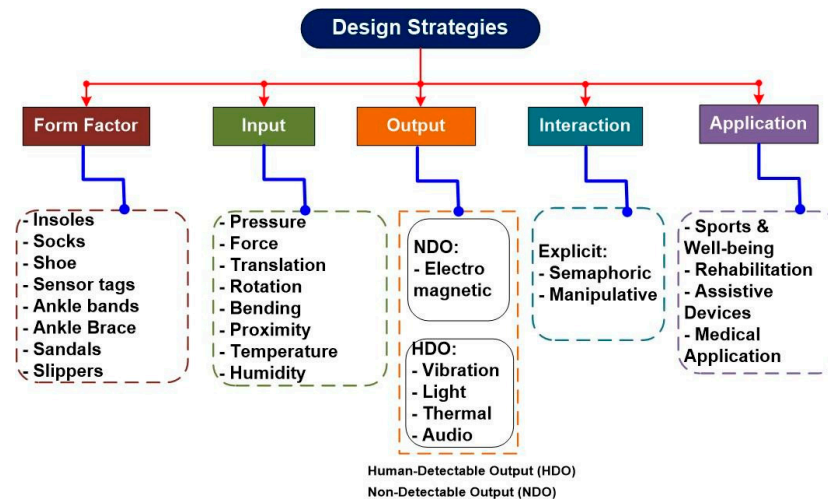 Design Strategies
Form Factor
Input
Output
Interaction
Application
- Insoles
- Socks
- Shoe
- Sensor tags
- Ankle bands
- Ankle Brace
- Sandals
- Slippers
- Pressure
- Force
- Translation
- Rotation
- Bending
- Proximity
- Temperature
- Humidity
NDO:
- Electro
magnetic
HDO:
- Vibration
- Light
- Thermal
- Audio
Explicit:
- Semaphoric
- Manipulative
- Sports &
Well-being
- Rehabilitation
- Assistive
Devices
- Medical
Application
Human-Detectable Output (HDO)
Non-Detectable Output (NDO)